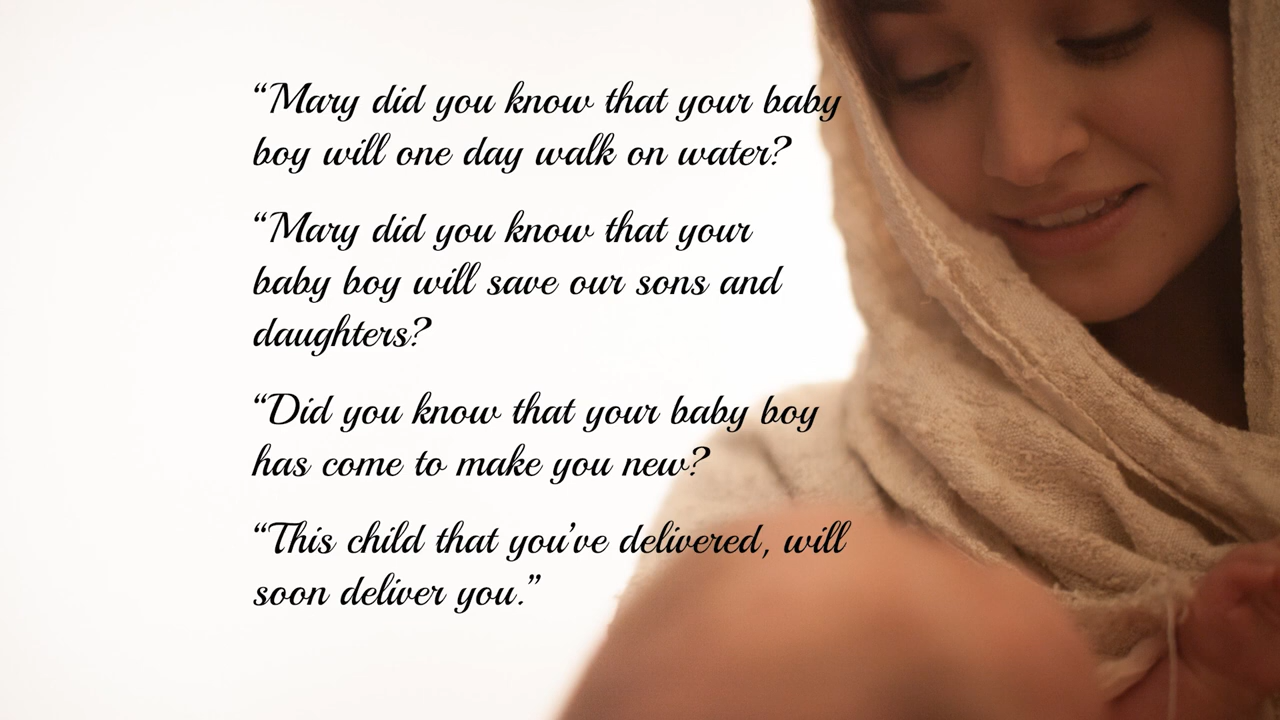 “Mary did you know that your baby
boy will one day walk on water?
“Mary did you know that your
baby boy will save our sons and
daughters?
“Did you know that your baby boy
has come to make you new?
“This child that you’ve delivered, will
soon deliver you.”